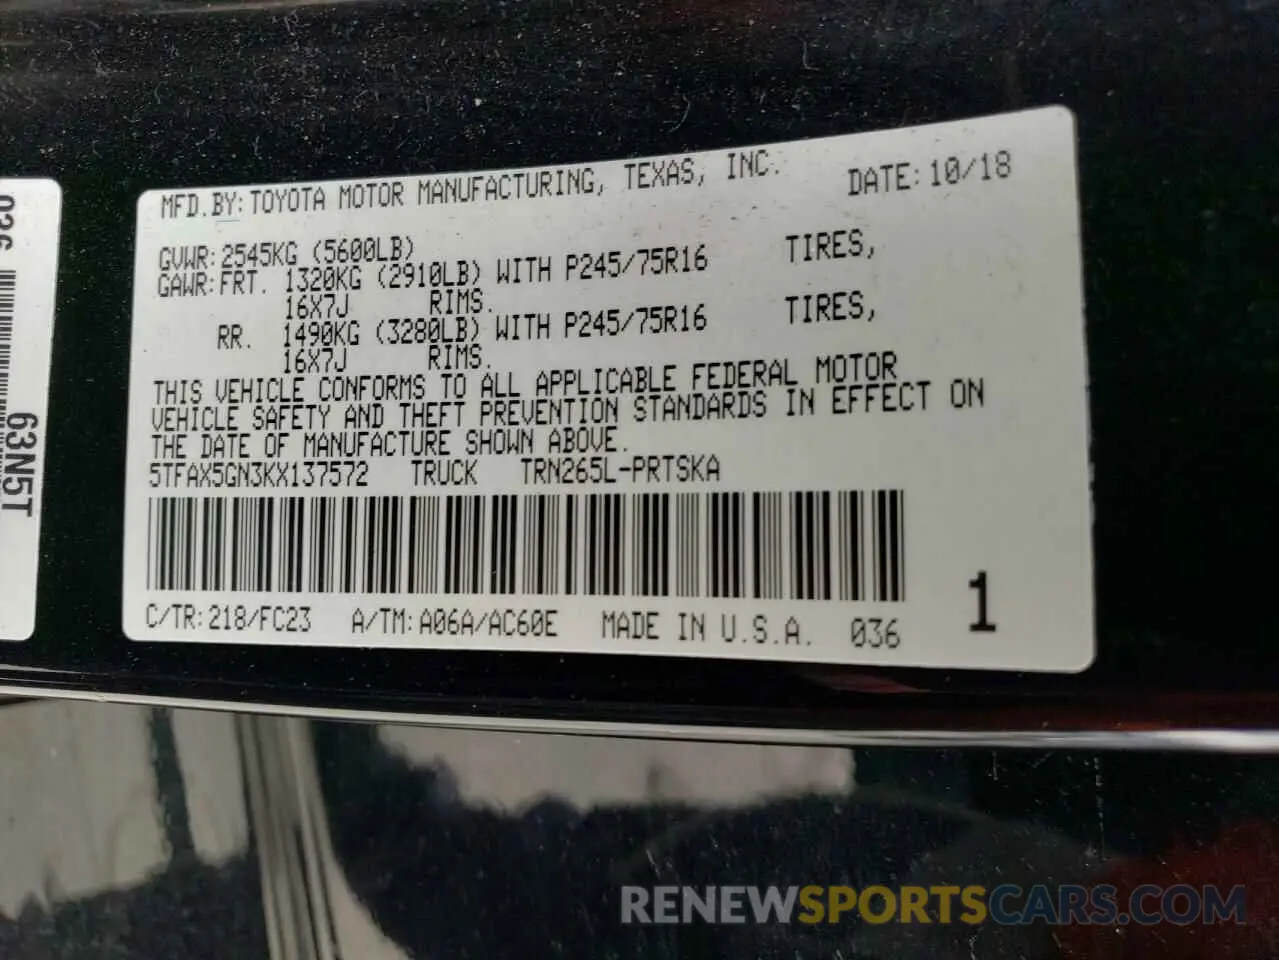 MFD.BY:TOYOTA MOTOR MANUFACTURING, TEXAS, INC. DATE:10/18
GVWR:2545KG (5600LB)
GAWR:FRT. 1320KG (2910LB) WITH P245/75R16 TIRES,
16X7J RIMS.
RR. 1490KG (3280LB) WITH P245/75R16 TIRES,
16X7J RIMS.
THIS VEHICLE CONFORMS TO ALL APPLICABLE FEDERAL MOTOR
VEHICLE SAFETY AND THEFT PREVENTION STANDARDS IN EFFECT ON
THE DATE OF MANUFACTURE SHOWN ABOVE.
5TFAX5GN3KX137572 TRUCK TRN265L-PRTSKA
C/TR:218/FC23 A/TM:A06A/AC60E MADE IN U.S.A. 036 1
036
63N5T
RENEWSPORTSCARS.COM